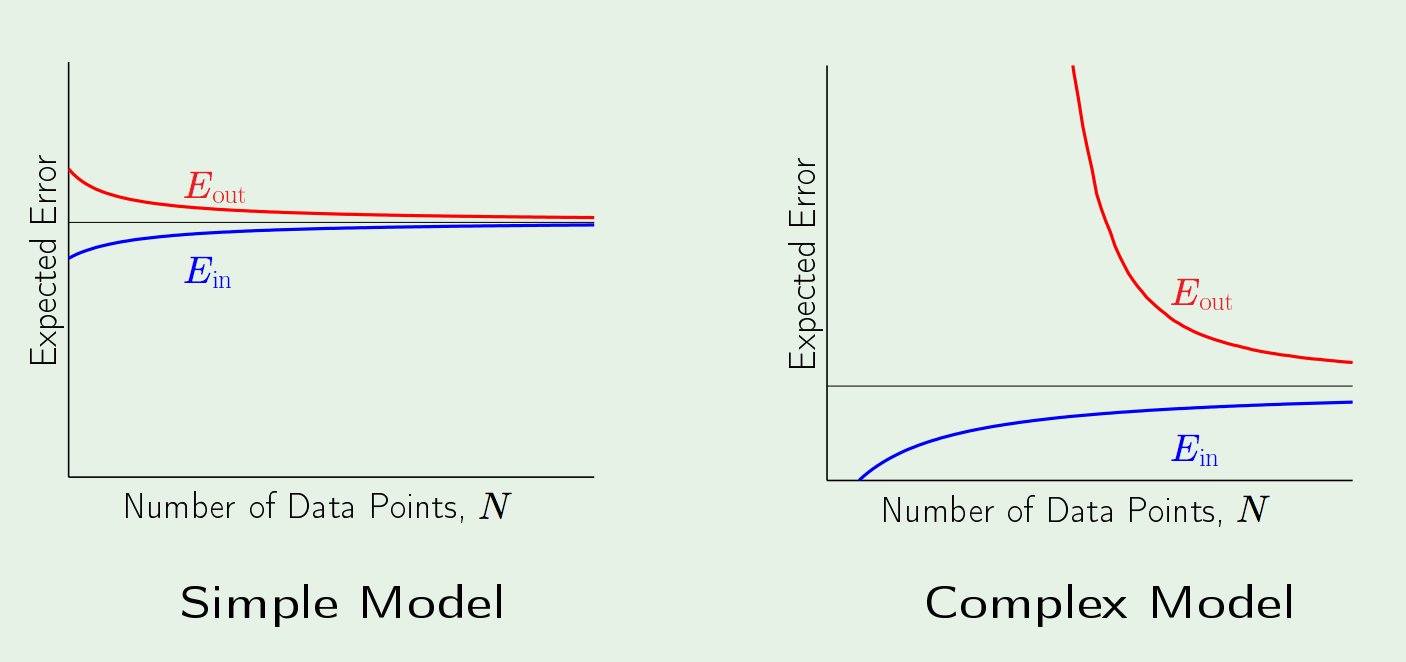 Expected Error
E_out
E_in
Number of Data Points, N
Simple Model
Expected Error
E_out
E_in
Number of Data Points, N
Complex Model